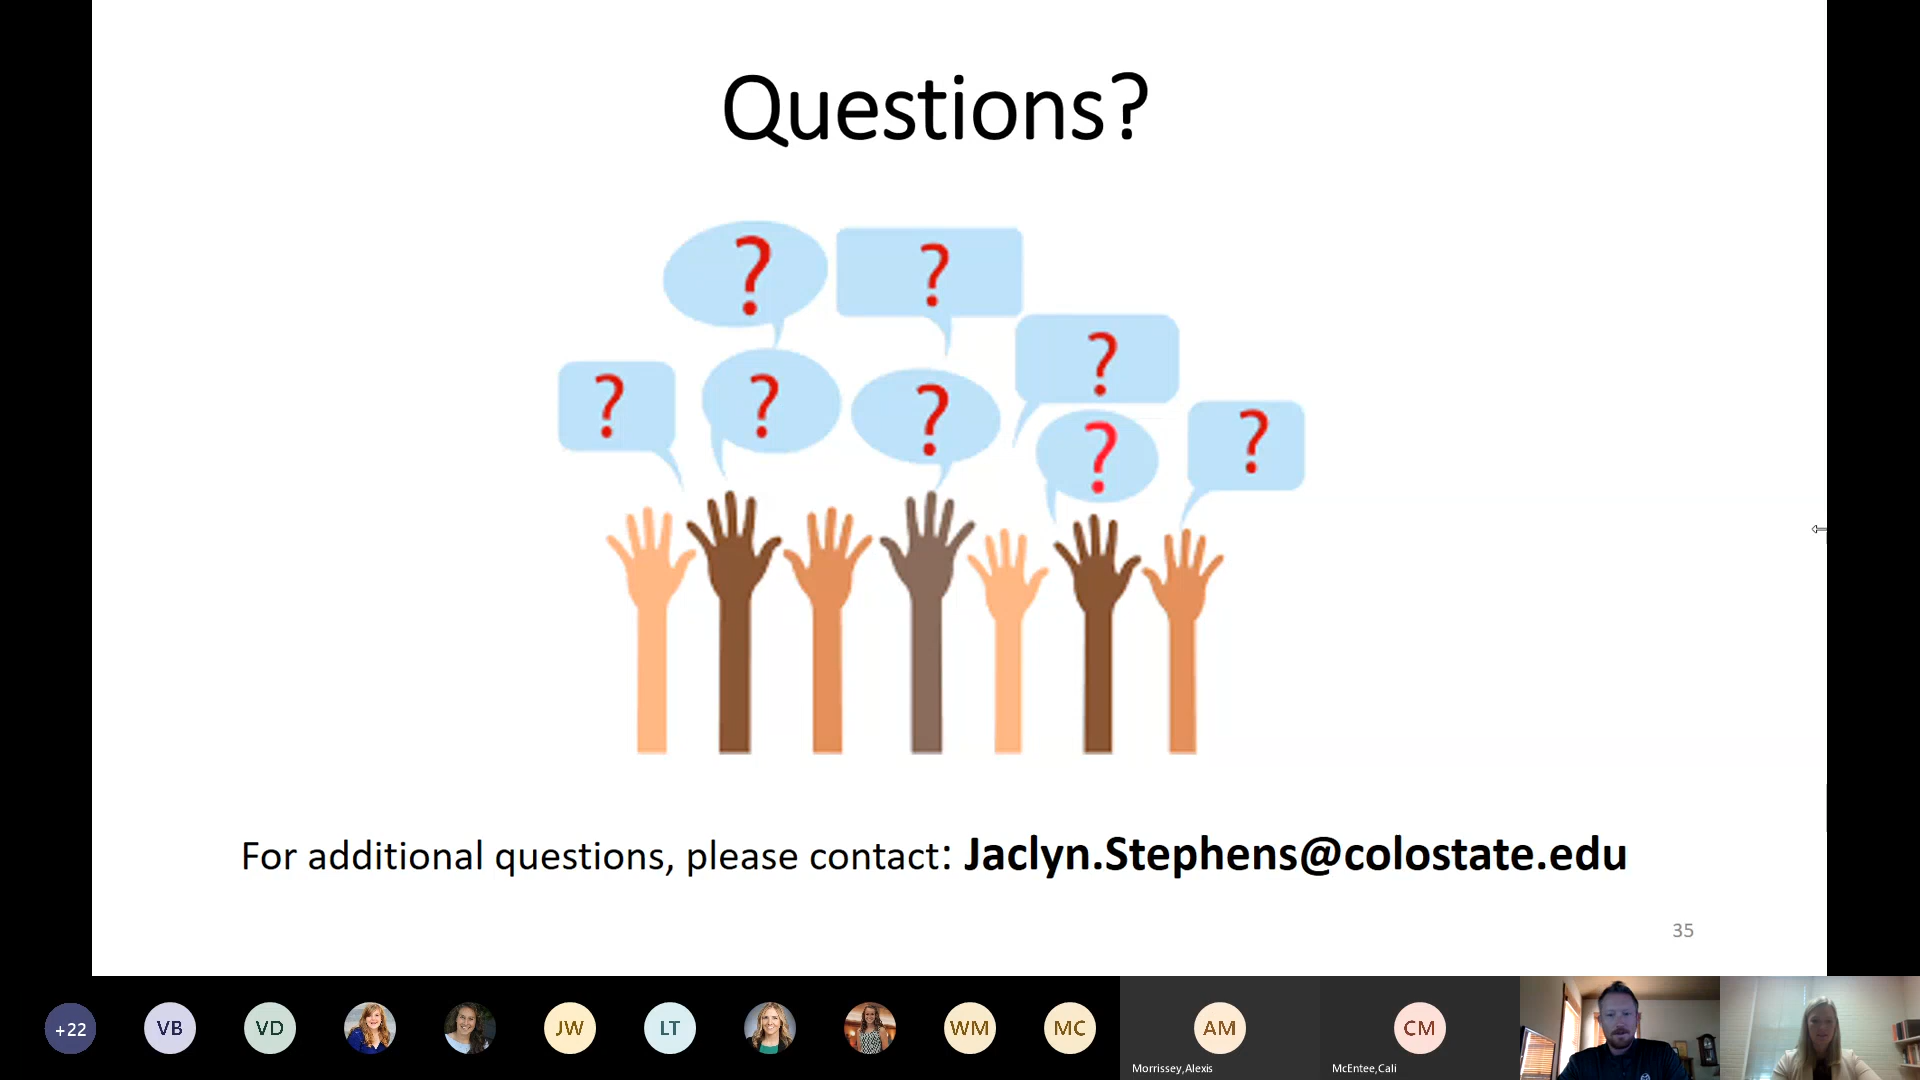 Questions?
? ?
?
? ? ?
? ?
For additional questions, please contact: Jaclyn.Stephens@colostate.edu
35
+22 VB VD JW LT WM MC AM CM
Morrissey,Alexis McEntee,Cali